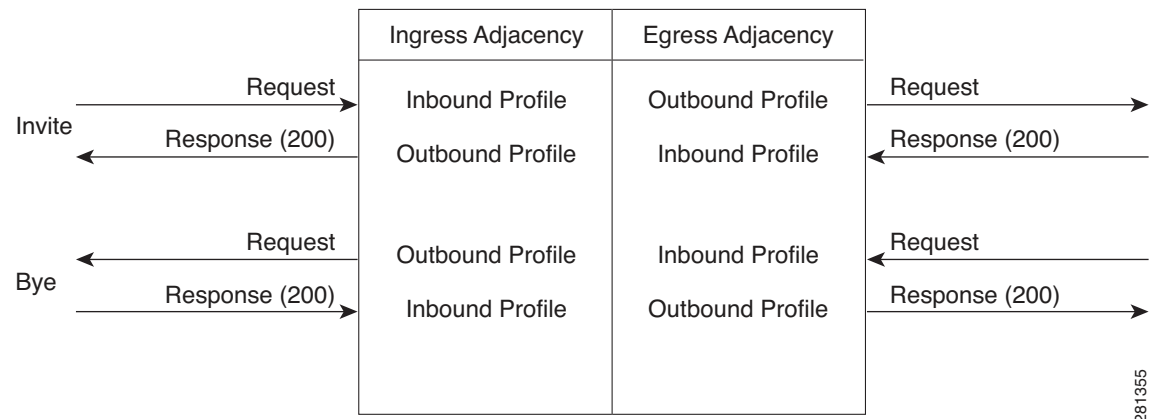 Ingress Adjacency Egress Adjacency
Request Inbound Profile Outbound Profile Request
Invite
Response (200) Outbound Profile Inbound Profile Response (200)
Request Outbound Profile Inbound Profile Request
Bye
Response (200) Inbound Profile Outbound Profile Response (200)
281355